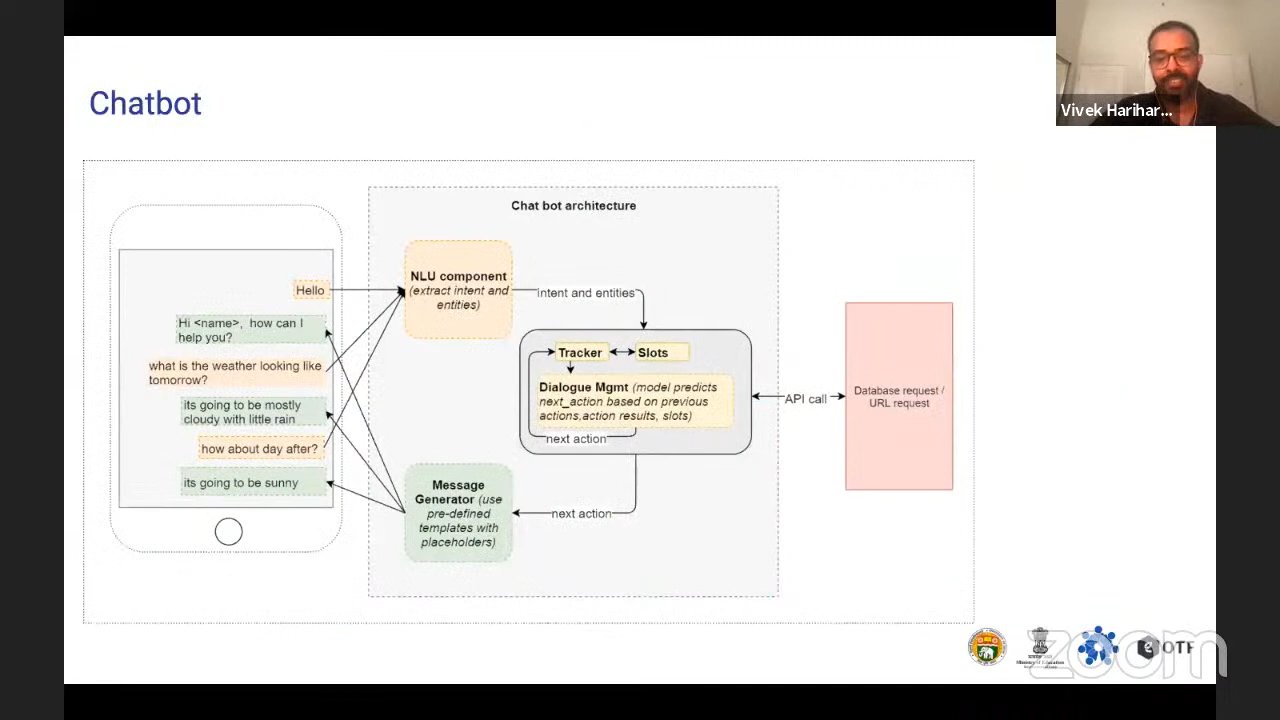 Chatbot
Vivek Harihar...
Chat bot architecture
Hello
Hi <name>, how can I
help you?
what is the weather looking like
tomorrow?
its going to be mostly
cloudy with little rain
how about day after?
its going to be sunny
NLU component
(extract intent and
entities)
intent and entities
Tracker
Slots
Dialogue Mgmt (model predicts
next_action based on previous
actions,action results, slots)
next action
API call
Database request /
URL request
Message
Generator (use
pre-defined
templates with
placeholders)
next action
zoom
OTF